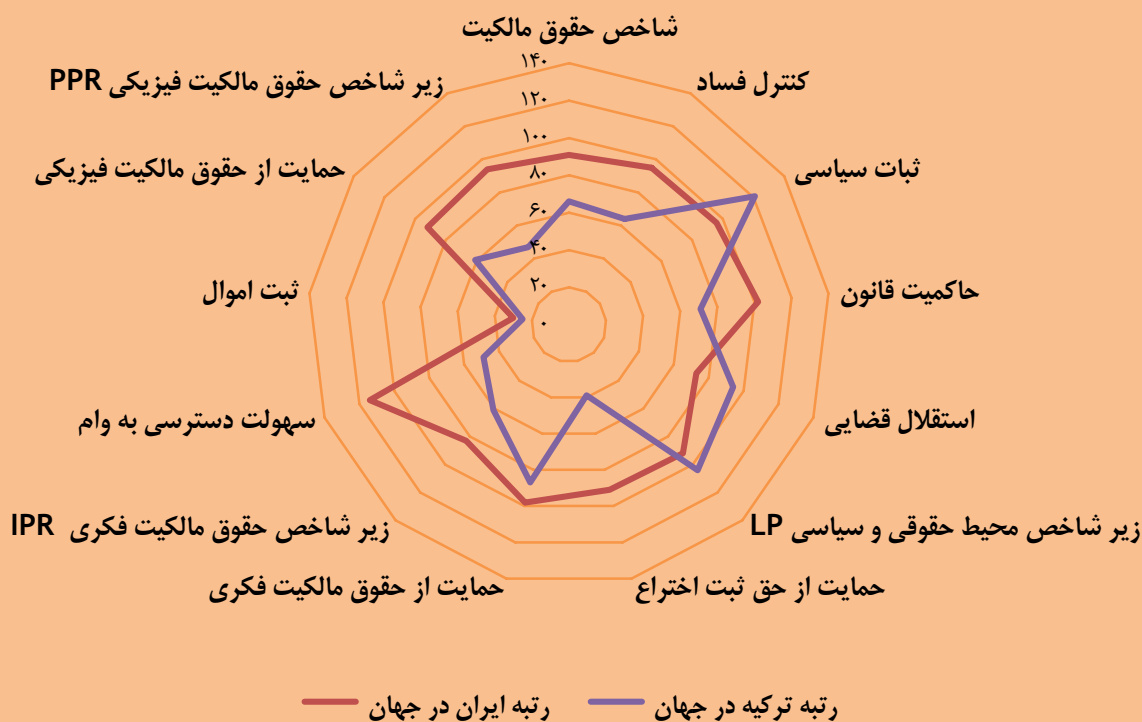 شاخص حقوق مالکیت
کنترل فساد
ثبات سیاسی
حاکمیت قانون
استقلال قضایی
زیر شاخص محیط حقوقی و سیاسی LP
حمایت از حق ثبت اختراع
حمایت از حقوق مالکیت فکری
زیر شاخص حقوق مالکیت فکری IPR
سهولت دسترسی به وام
ثبت اموال
حمایت از حقوق مالکیت فیزیکی
زیر شاخص حقوق مالکیت فیزیکی PPR
۱۴۰
۱۲۰
۱۰۰
۸۰
۶۰
۴۰
۲۰
۰
رتبه ترکیه در جهان
رتبه ایران در جهان